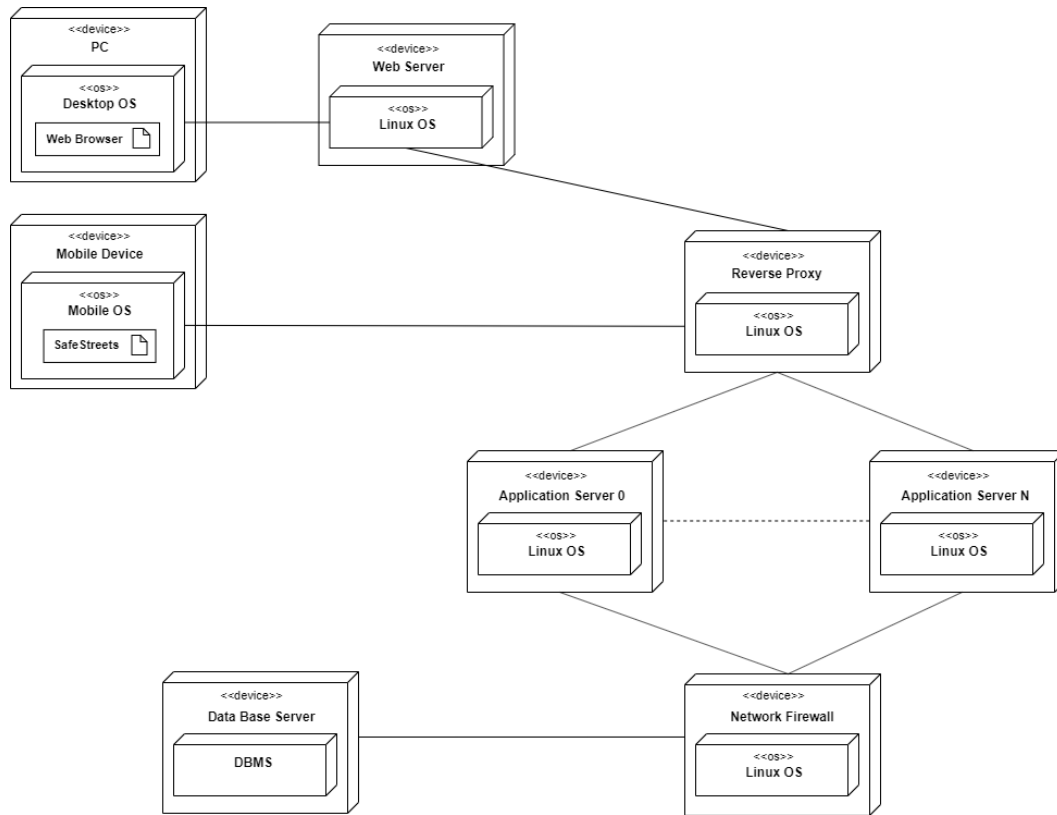 <<device>>
PC
<<os>>
Desktop OS
Web Browser
<<device>>
Web Server
<<os>>
Linux OS
<<device>>
Mobile Device
<<os>>
Mobile OS
SafeStreets
<<device>>
Reverse Proxy
<<os>>
Linux OS
<<device>>
Application Server 0
<<os>>
Linux OS
<<device>>
Application Server N
<<os>>
Linux OS
<<device>>
Data Base Server
DBMS
<<device>>
Network Firewall
<<os>>
Linux OS